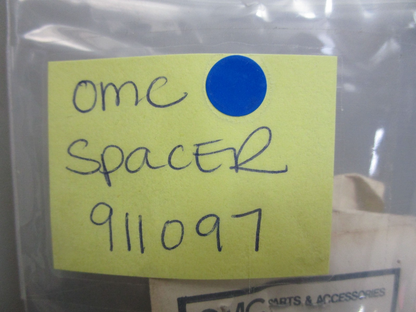 OMC
SPACER
911097
OMC PARTS & ACCESSORIES